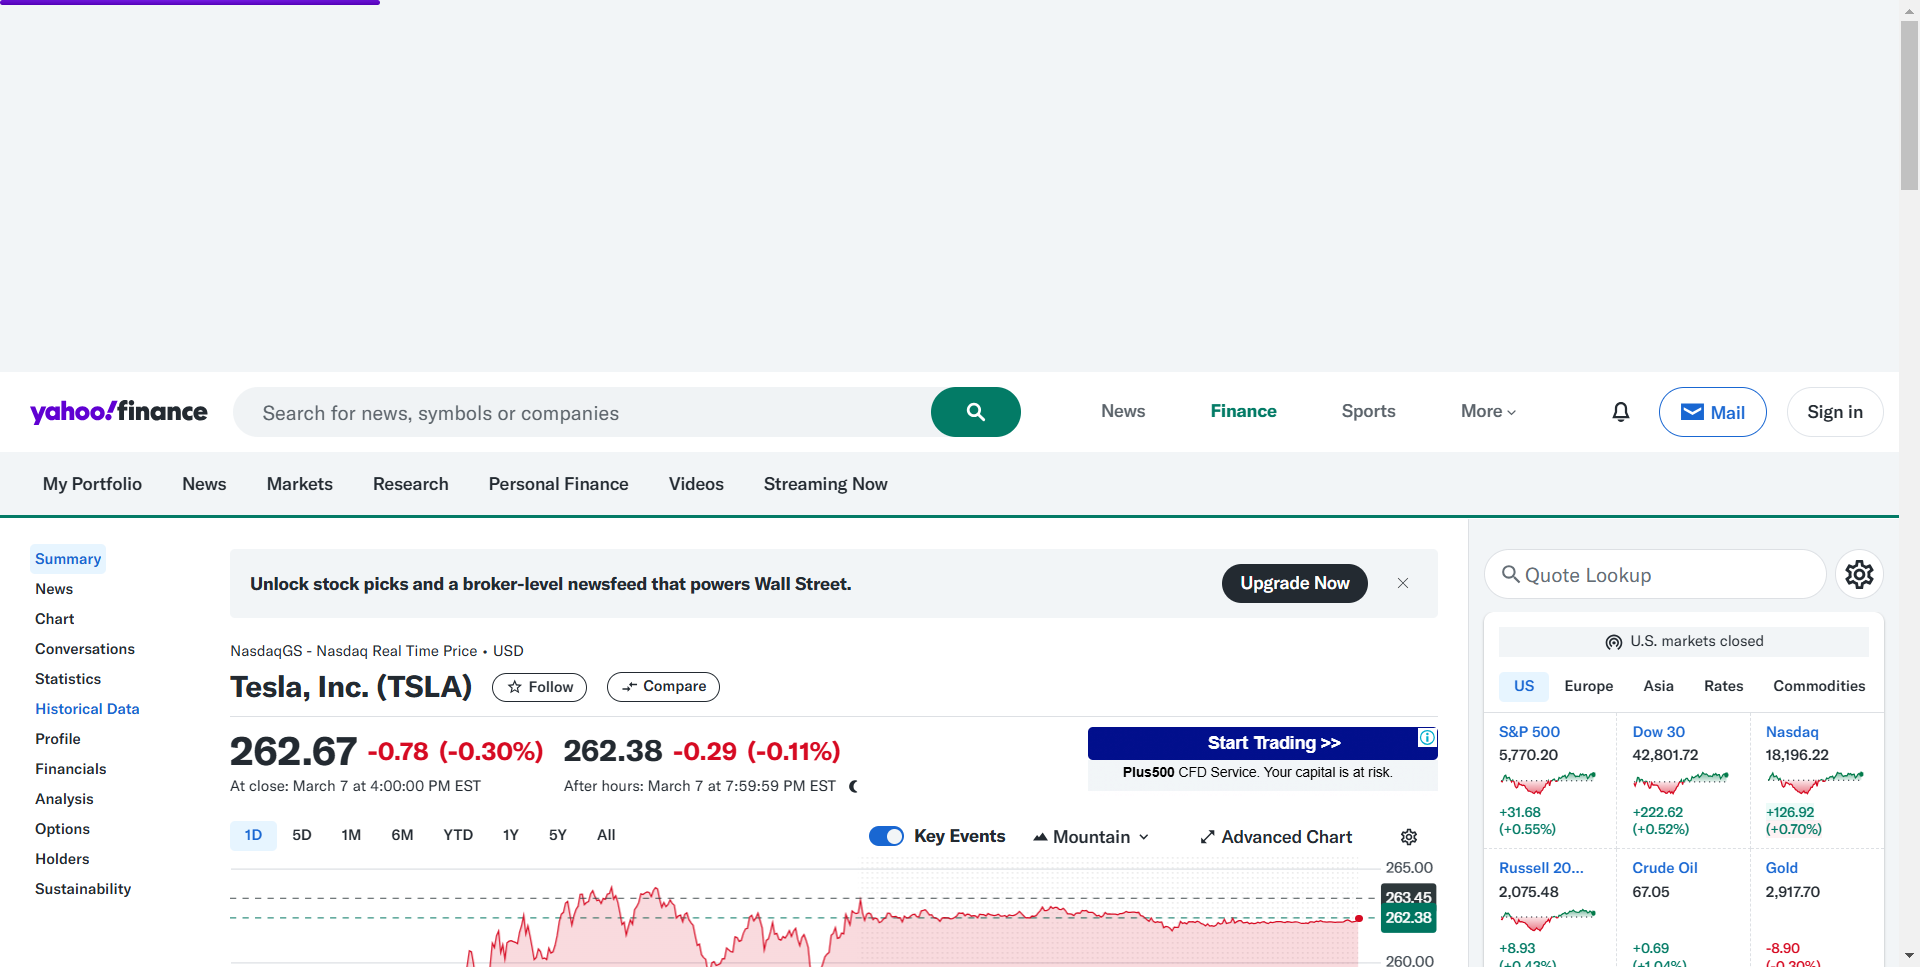 yahoo!finance
Search for news, symbols or companies
News
Finance
Sports
More
Mail
Sign in
My Portfolio
News
Markets
Research
Personal Finance
Videos
Streaming Now
Summary
News
Chart
Conversations
Statistics
Historical Data
Profile
Financials
Analysis
Options
Holders
Sustainability
Unlock stock picks and a broker-level newsfeed that powers Wall Street.
Upgrade Now
NasdaqGS - Nasdaq Real Time Price • USD
Tesla, Inc. (TSLA)
Follow
Compare
262.67 -0.78 (-0.30%)
At close: March 7 at 4:00:00 PM EST
262.38 -0.29 (-0.11%)
After hours: March 7 at 7:59:59 PM EST
Start Trading >>
Plus500 CFD Service. Your capital is at risk.
1D
5D
1M
6M
YTD
1Y
5Y
All
Key Events
Mountain
Advanced Chart
265.00
263.45
262.38
260.00
Quote Lookup
U.S. markets closed
US
Europe
Asia
Rates
Commodities
S&P 500
5,770.20
+31.68
(+0.55%)
Dow 30
42,801.72
+222.62
(+0.52%)
Nasdaq
18,196.22
+126.92
(+0.70%)
Russell 20...
2,075.48
+8.93
(+0.43%)
Crude Oil
67.05
+0.69
(+1.04%)
Gold
2,917.70
-8.90
(-0.30%)